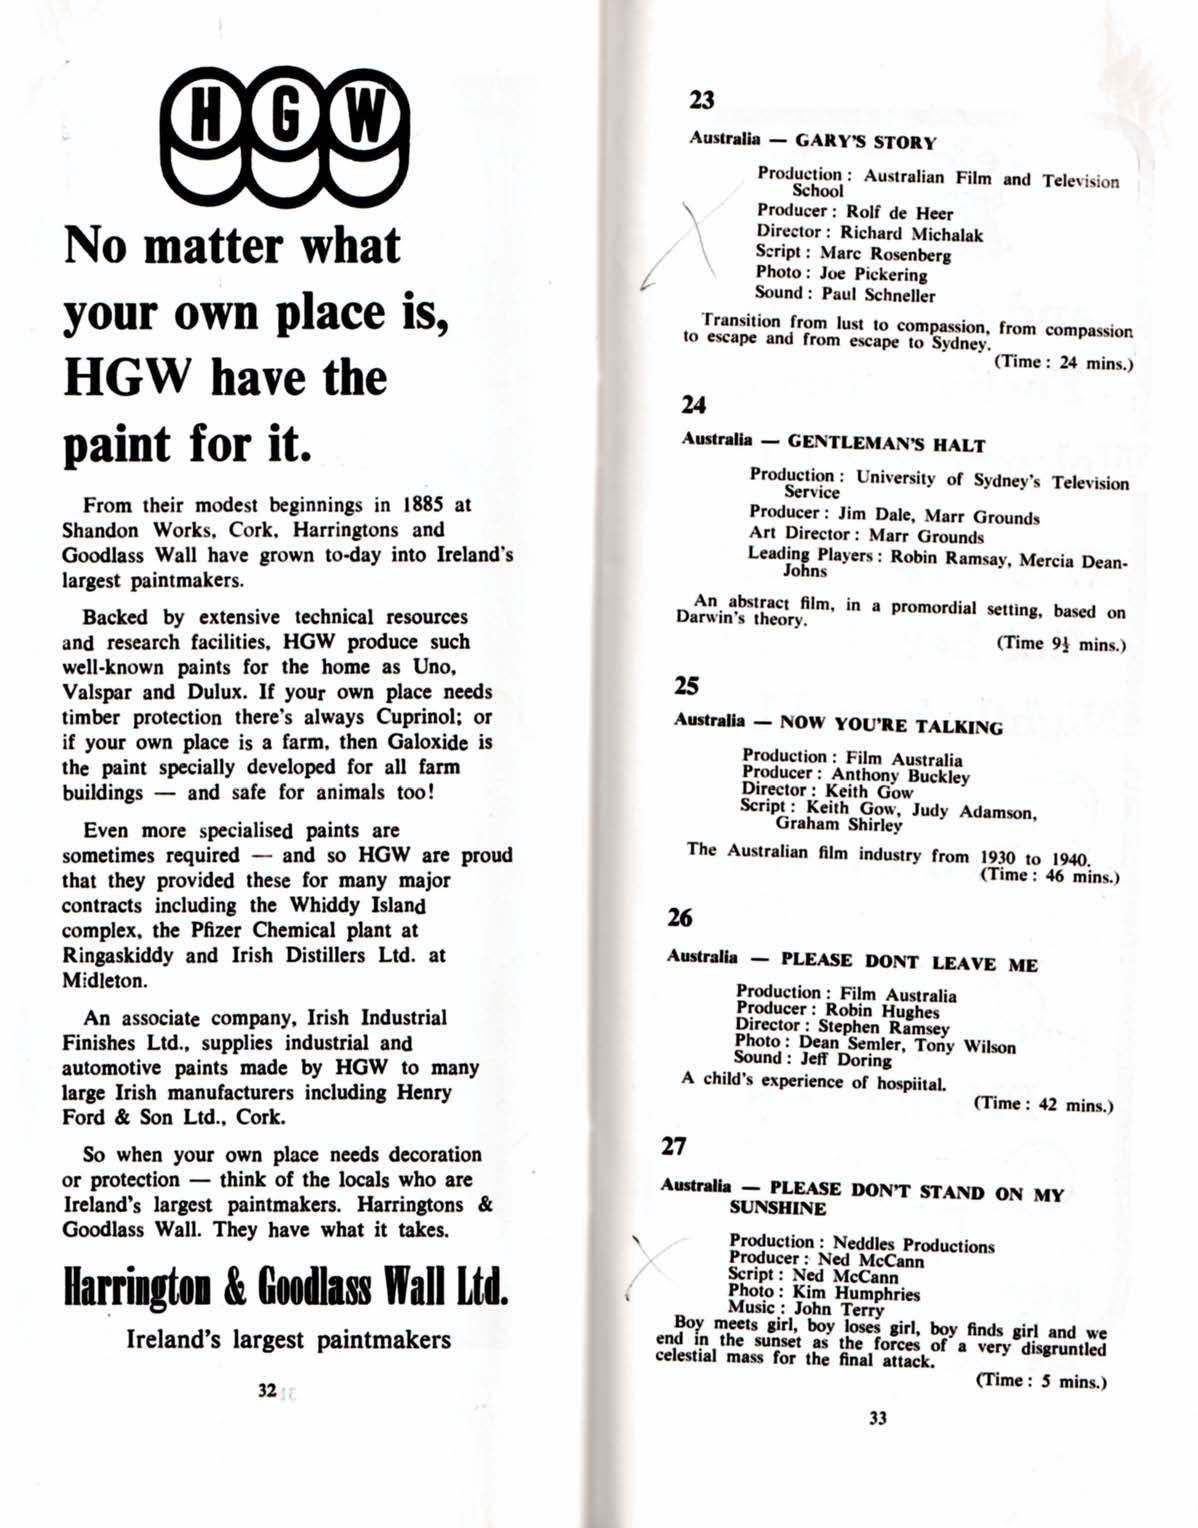 HGW
No matter what
your own place is,
HGW have the
paint for it.
From their modest beginnings in 1885 at
Shandon Works, Cork, Harringtons and
Goodlass Wall have grown to-day into Ireland's
largest paintmakers.
Backed by extensive technical resources
and research facilities, HGW produce such
well-known paints for the home as Uno,
Valspar and Dulux. If your own place needs
timber protection there's always Cuprinol; or
if your own place is a farm, then Galoxide is
the paint specially developed for all farm
buildings — and safe for animals too!
Even more specialised paints are
sometimes required — and so HGW are proud
that they provided these for many major
contracts including the Whiddy Island
complex, the Pfizer Chemical plant at
Ringaskiddy and Irish Distillers Ltd. at
Midleton.
An associate company, Irish Industrial
Finishes Ltd., supplies industrial and
automotive paints made by HGW to many
large Irish manufacturers including Henry
Ford & Son Ltd., Cork.
So when your own place needs decoration
or protection — think of the locals who are
Ireland's largest paintmakers. Harringtons &
Goodlass Wall. They have what it takes.
Harrington & Goodlass Wall Ltd.
Ireland's largest paintmakers
32
23
Australia — GARY'S STORY
Production : Australian Film and Television
School
Producer : Rolf de Heer
Director : Richard Michalak
Script : Marc Rosenberg
Photo : Joe Pickering
Sound : Paul Schneller
Transition from lust to compassion, from compassion
to escape and from escape to Sydney.
(Time : 24 mins.)
24
Australia — GENTLEMAN'S HALT
Production : University of Sydney's Television
Service
Producer : Jim Dale, Marr Grounds
Art Director : Marr Grounds
Leading Players : Robin Ramsay, Mercia Dean-
Johns
An abstract film, in a promordial setting, based on
Darwin's theory.
(Time 9½ mins.)
25
Australia — NOW YOU'RE TALKING
Production : Film Australia
Producer : Anthony Buckley
Director : Keith Gow
Script : Keith Gow, Judy Adamson,
Graham Shirley
The Australian film industry from 1930 to 1940.
(Time : 46 mins.)
26
Australia — PLEASE DONT LEAVE ME
Production : Film Australia
Producer : Robin Hughes
Director : Stephen Ramsey
Photo : Dean Semler, Tony Wilson
Sound : Jeff Doring
A child's experience of hospiital.
(Time : 42 mins.)
27
Australia — PLEASE DON'T STAND ON MY
SUNSHINE
Production : Neddles Productions
Producer : Ned McCann
Script : Ned McCann
Photo : Kim Humphries
Music : John Terry
Boy meets girl, boy loses girl, boy finds girl and we
end in the sunset as the forces of a very disgruntled
celestial mass for the final attack.
(Time : 5 mins.)
33